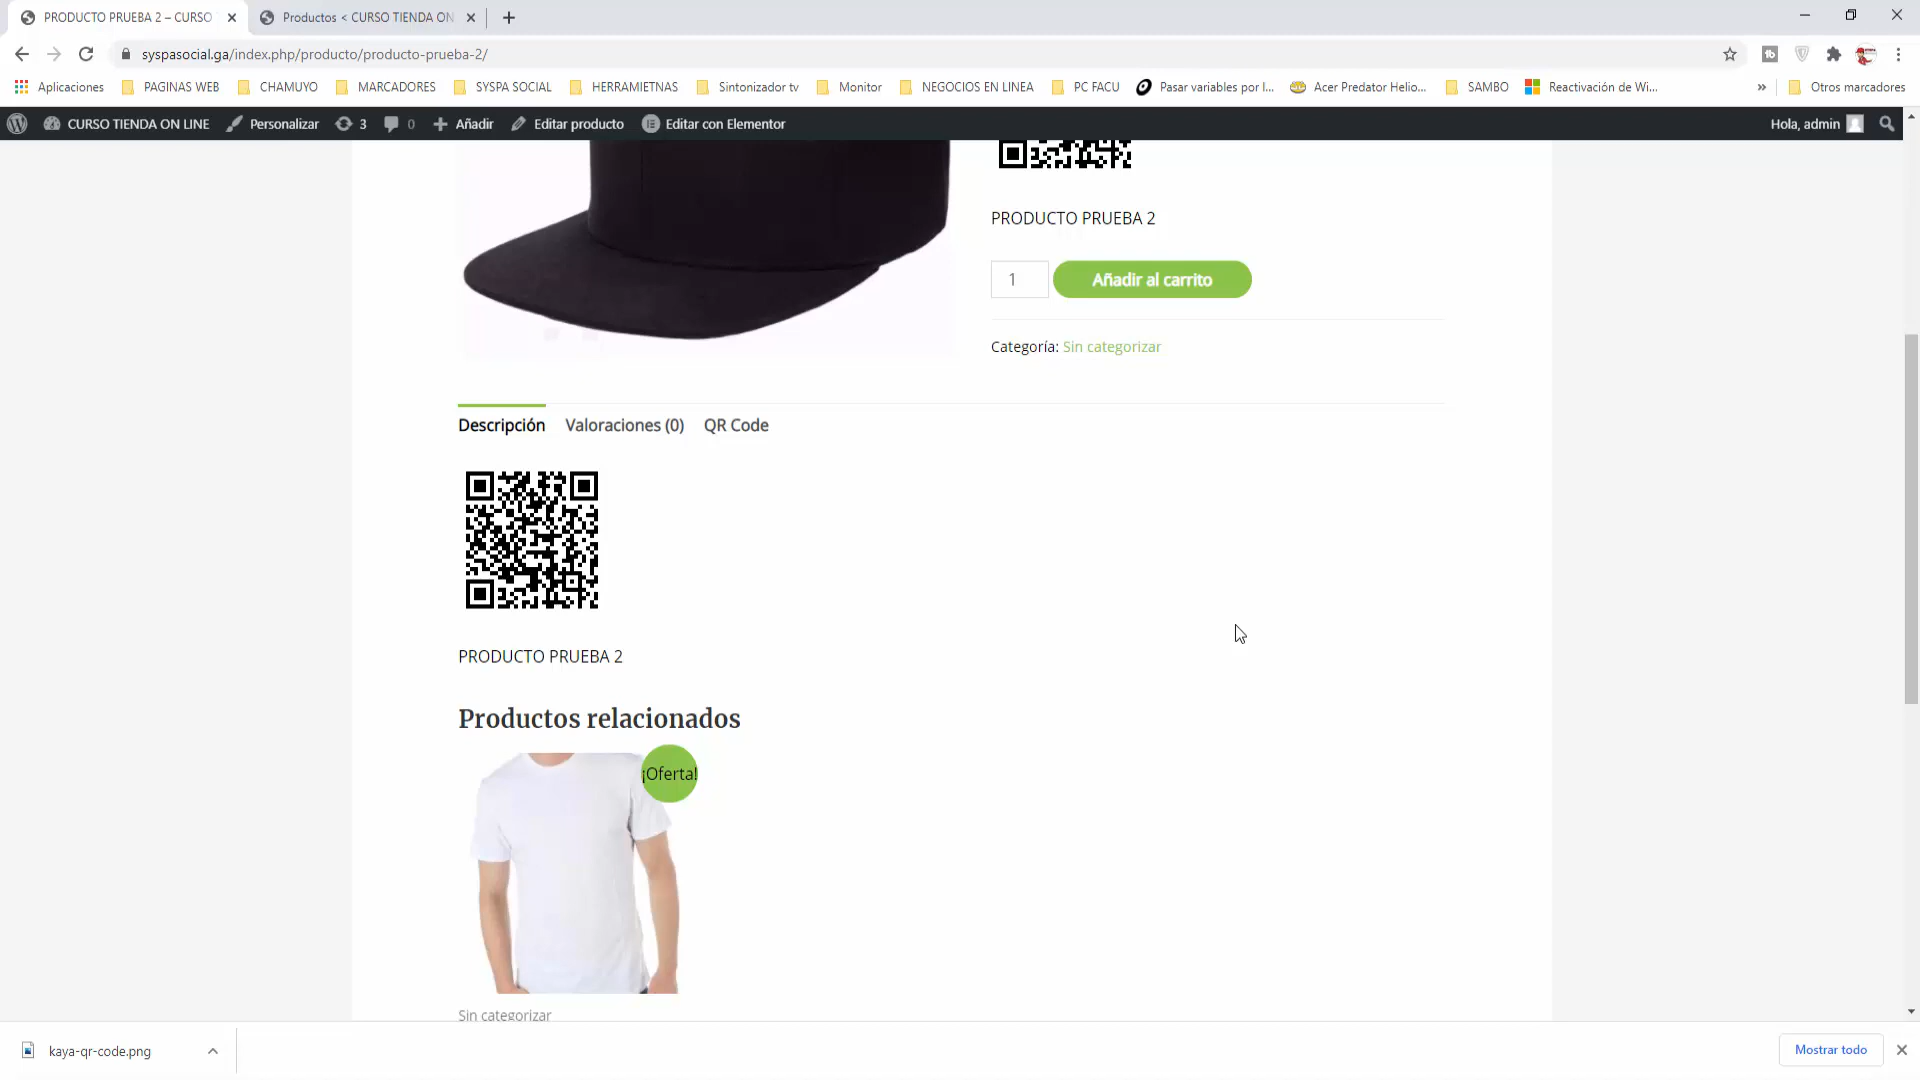 PRODUCTO PRUEBA 2 – CURSO
Productos < CURSO TIENDA ON
syspasocial.ga/index.php/producto/producto-prueba-2/
Aplicaciones
PAGINAS WEB
CHAMUYO
MARCADORES
SYSPA SOCIAL
HERRAMIETNAS
Sintonizador tv
Monitor
NEGOCIOS EN LINEA
PC FACU
Pasar variables por l...
Acer Predator Helio...
SAMBO
Reactivación de Wi...
»
Otros marcadores
CURSO TIENDA ON LINE
Personalizar
3
0
Añadir
Editar producto
Editar con Elementor
Hola, admin
PRODUCTO PRUEBA 2
1
Añadir al carrito
Categoría: Sin categorizar
Descripción
Valoraciones (0)
QR Code
PRODUCTO PRUEBA 2
Productos relacionados
¡Oferta!
Sin categorizar
kaya-qr-code.png
Mostrar todo